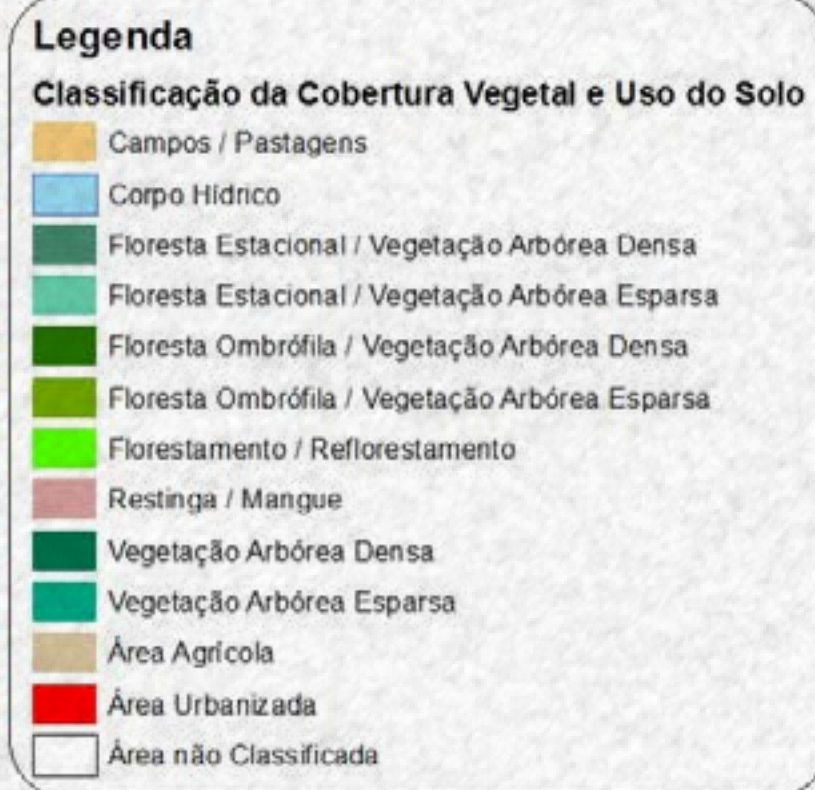 Legenda
Classificação da Cobertura Vegetal e Uso do Solo
Campos / Pastagens
Corpo Hídrico
Floresta Estacional / Vegetação Arbórea Densa
Floresta Estacional / Vegetação Arbórea Esparsa
Floresta Ombrófila / Vegetação Arbórea Densa
Floresta Ombrófila / Vegetação Arbórea Esparsa
Florestamento / Reflorestamento
Restinga / Mangue
Vegetação Arbórea Densa
Vegetação Arbórea Esparsa
Área Agrícola
Área Urbanizada
Área não Classificada